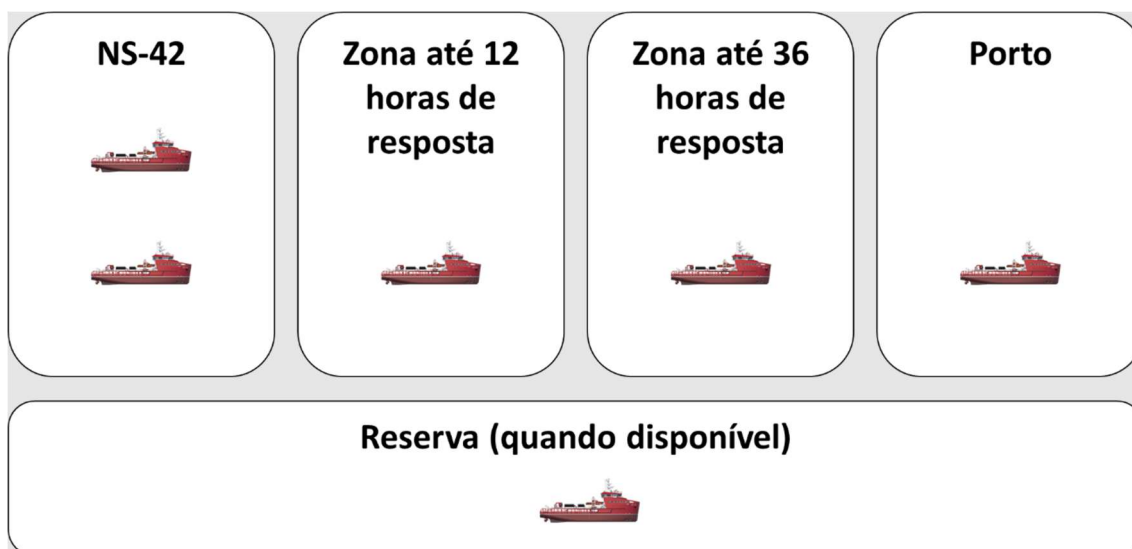 NS-42
Zona até 12
horas de
resposta
Zona até 36
horas de
resposta
Porto
Reserva (quando disponível)